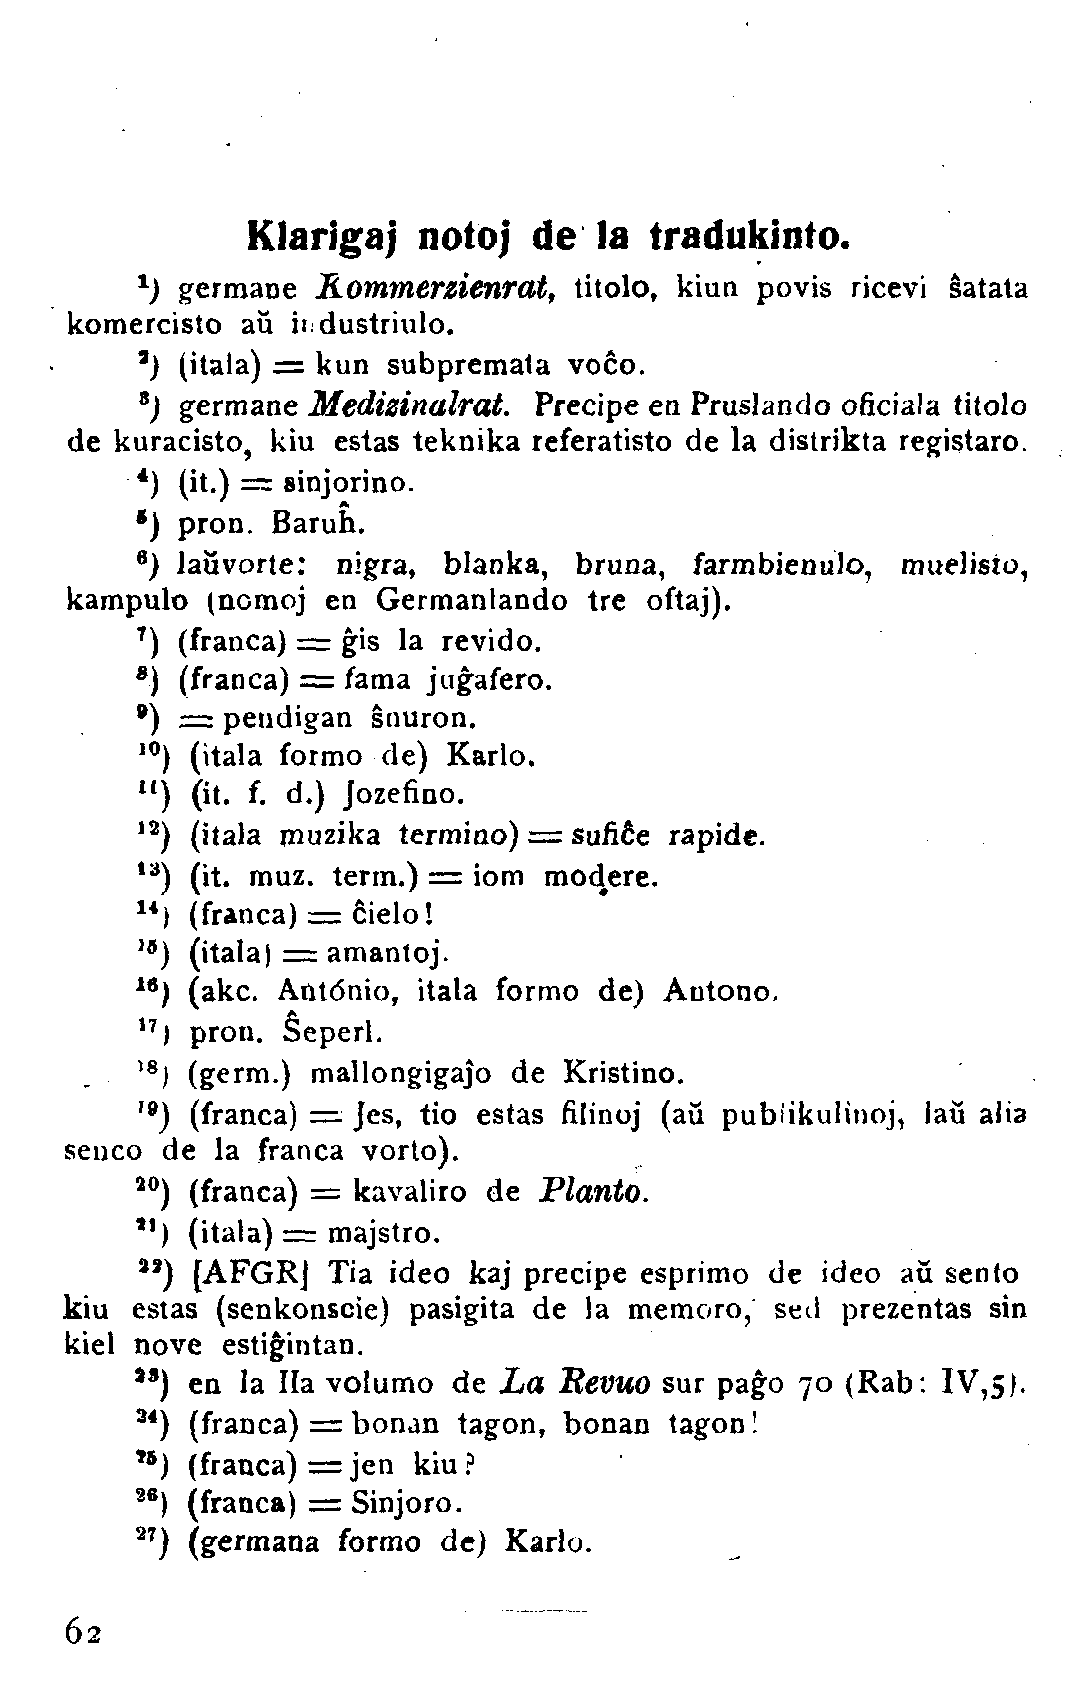 Klarigaj notoj de la tradukinto.
¹) germane Kommerzienrat, titolo, kiun povis ricevi ŝatata
komercisto aŭ industriulo.
²) (itala) = kun subpremata voĉo.
³) germane Medizinalrat. Precipe en Pruslando oficiala titolo
de kuracisto, kiu estas teknika referatisto de la distrikta registaro.
⁴) (it.) = sinjorino.
⁵) pron. Baruĥ.
⁶) laŭvorte: nigra, blanka, bruna, farmbienulo, muelisto,
kampulo (nomoj en Germanlando tre oftaj).
⁷) (franca) = ĝis la revido.
⁸) (franca) = fama juĝafero.
⁹) = pendigan ŝnuron.
¹⁰) (itala formo de) Karlo.
¹¹) (it. f. d.) Jozefino.
¹²) (itala muzika termino) = sufiĉe rapide.
¹³) (it. muz. term.) = iom modere.
¹⁴) (franca) = ĉielo!
¹⁵) (itala) = amantoj.
¹⁶) (akc. António, itala formo de) Antono.
¹⁷) pron. Ŝeperl.
¹⁸) (germ.) mallongigaĵo de Kristino.
¹⁹) (franca) = Jes, tio estas filinoj (aŭ publikulinoj, laŭ alia
senco de la franca vorto).
²⁰) (franca) = kavaliro de Planto.
²¹) (itala) = majstro.
²²) [AFGR] Tia ideo kaj precipe esprimo de ideo aŭ sento
kiu estas (senkonscie) pasigita de la memoro, sed prezentas sin
kiel nove estiĝintan.
²³) en la IIa volumo de La Revuo sur paĝo 70 (Rab: IV,5).
²⁴) (franca) = bonan tagon, bonan tagon!
²⁵) (franca) = jen kiu?
²⁶) (franca) = Sinjoro.
²⁷) (germana formo de) Karlo.
62